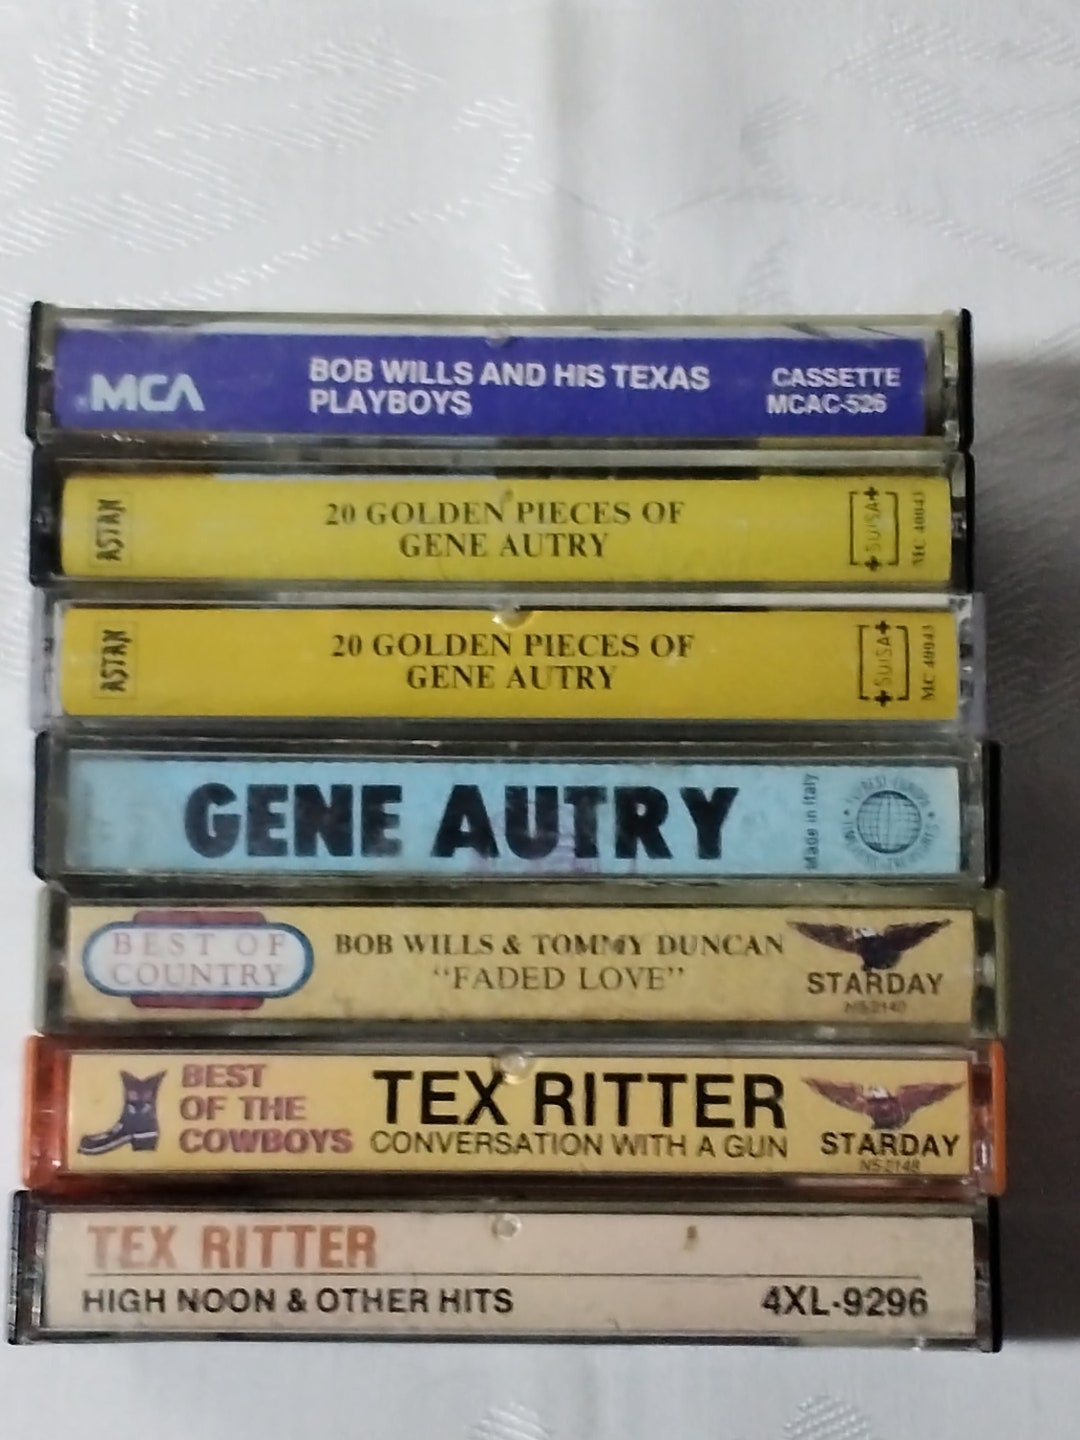 MCA
BOB WILLS AND HIS TEXAS
PLAYBOYS
CASSETTE
MCAC-526
ASTAN
20 GOLDEN PIECES OF
GENE AUTRY
SUISA
MC 40043
ASTAN
20 GOLDEN PIECES OF
GENE AUTRY
SUISA
MC 40043
GENE AUTRY
Made in Italy
BEST OF
COUNTRY
BOB WILLS & TOMMY DUNCAN
"FADED LOVE"
STARDAY
BEST
OF THE
COWBOYS
TEX RITTER
CONVERSATION WITH A GUN
STARDAY
NS 2148
TEX RITTER
HIGH NOON & OTHER HITS
4XL-9296